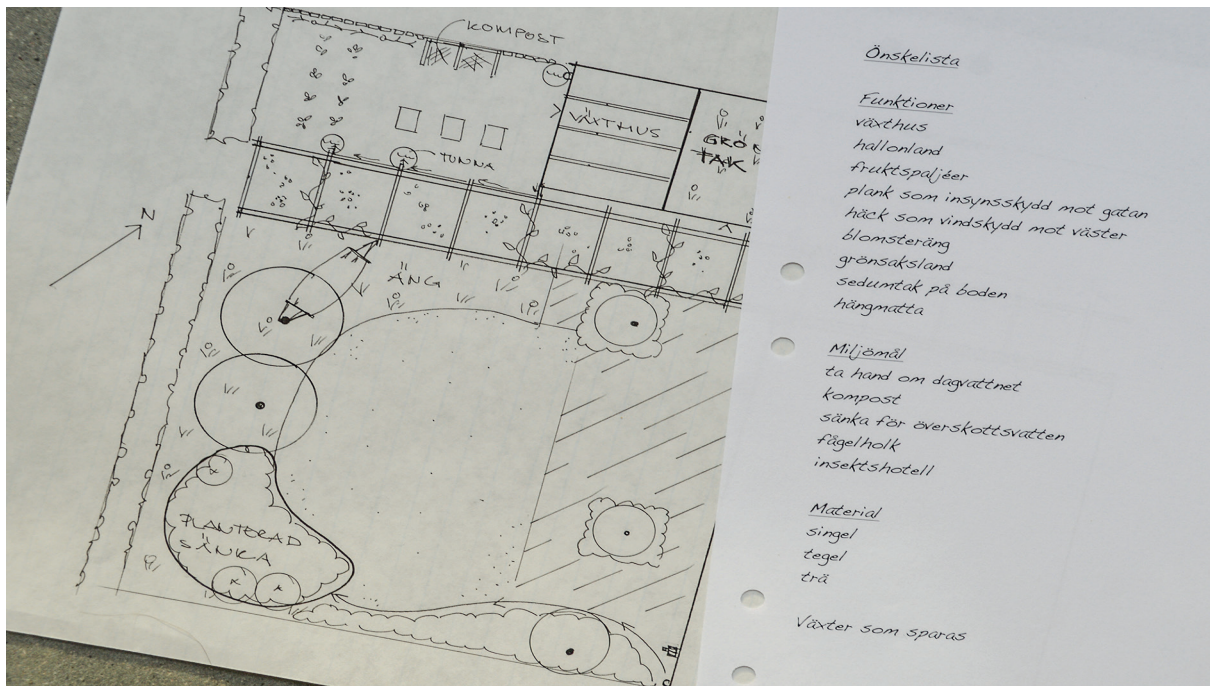 KOMPOST
VÄXTHUS
GRÖ
TAK
TUNNA
N
ÄNG
PLANTERAD
SÄNKA
Önskelista
Funktioner
växthus
hallonland
fruktspaljéer
plank som insynsskydd mot gatan
häck som vindskydd mot väster
blomsteräng
grönsaksland
sedumtak på boden
hängmatta
Miljömål
ta hand om dagvattnet
kompost
sänka för överskottsvatten
fågelholk
insektshotell
Material
singel
tegel
trä
Växter som sparas